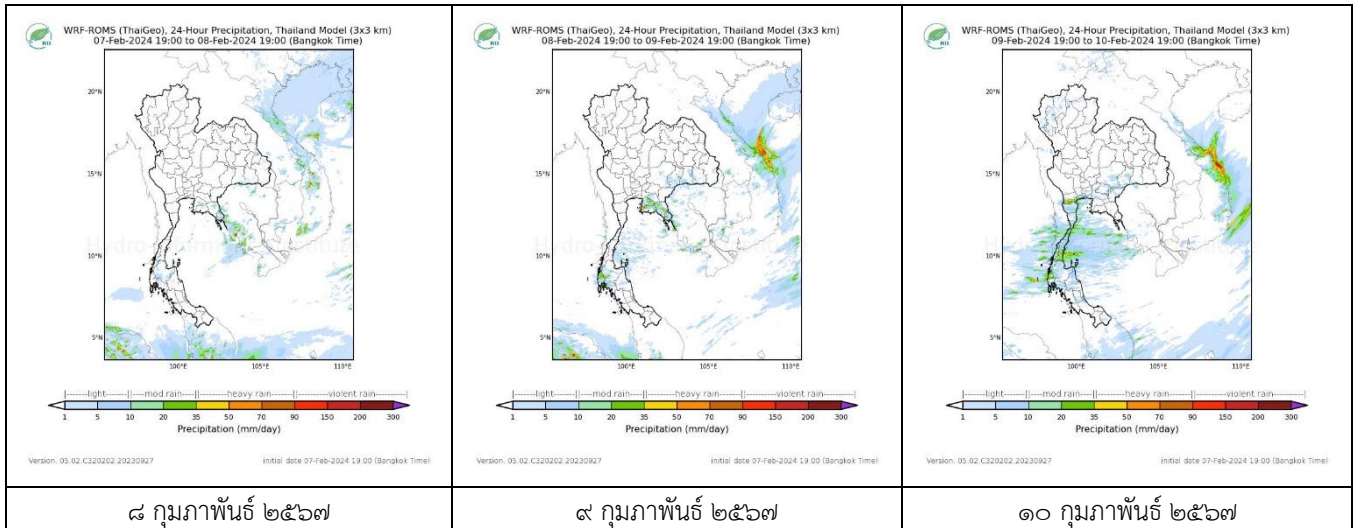 WRF-ROMS (ThaiGeo), 24-Hour Precipitation, Thailand Model (3x3 km)
07-Feb-2024 19:00 to 08-Feb-2024 19:00 (Bangkok Time)
20°N
15°N
10°N
5°N
100°E
105°E
110°E
light
mod.rain
heavy rain
violent rain
1 5 10 20 35 50 70 90 150 200 300
Precipitation (mm/day)
Version: 05.02.C320202.20230927
initial date 07-Feb-2024 19:00 (Bangkok Time)
๘ กุมภาพันธ์ ๒๕๖๗
WRF-ROMS (ThaiGeo), 24-Hour Precipitation, Thailand Model (3x3 km)
08-Feb-2024 19:00 to 09-Feb-2024 19:00 (Bangkok Time)
20°N
15°N
10°N
5°N
100°E
105°E
110°E
light
mod.rain
heavy rain
violent rain
1 5 10 20 35 50 70 90 150 200 300
Precipitation (mm/day)
Version: 05.02.C320202.20230927
initial date 07-Feb-2024 19:00 (Bangkok Time)
๙ กุมภาพันธ์ ๒๕๖๗
WRF-ROMS (ThaiGeo), 24-Hour Precipitation, Thailand Model (3x3 km)
09-Feb-2024 19:00 to 10-Feb-2024 19:00 (Bangkok Time)
20°N
15°N
10°N
5°N
100°E
105°E
110°E
light
mod.rain
heavy rain
violent rain
1 5 10 20 35 50 70 90 150 200 300
Precipitation (mm/day)
Version: 05.02.C320202.20230927
initial date 07-Feb-2024 19:00 (Bangkok Time)
๑๐ กุมภาพันธ์ ๒๕๖๗